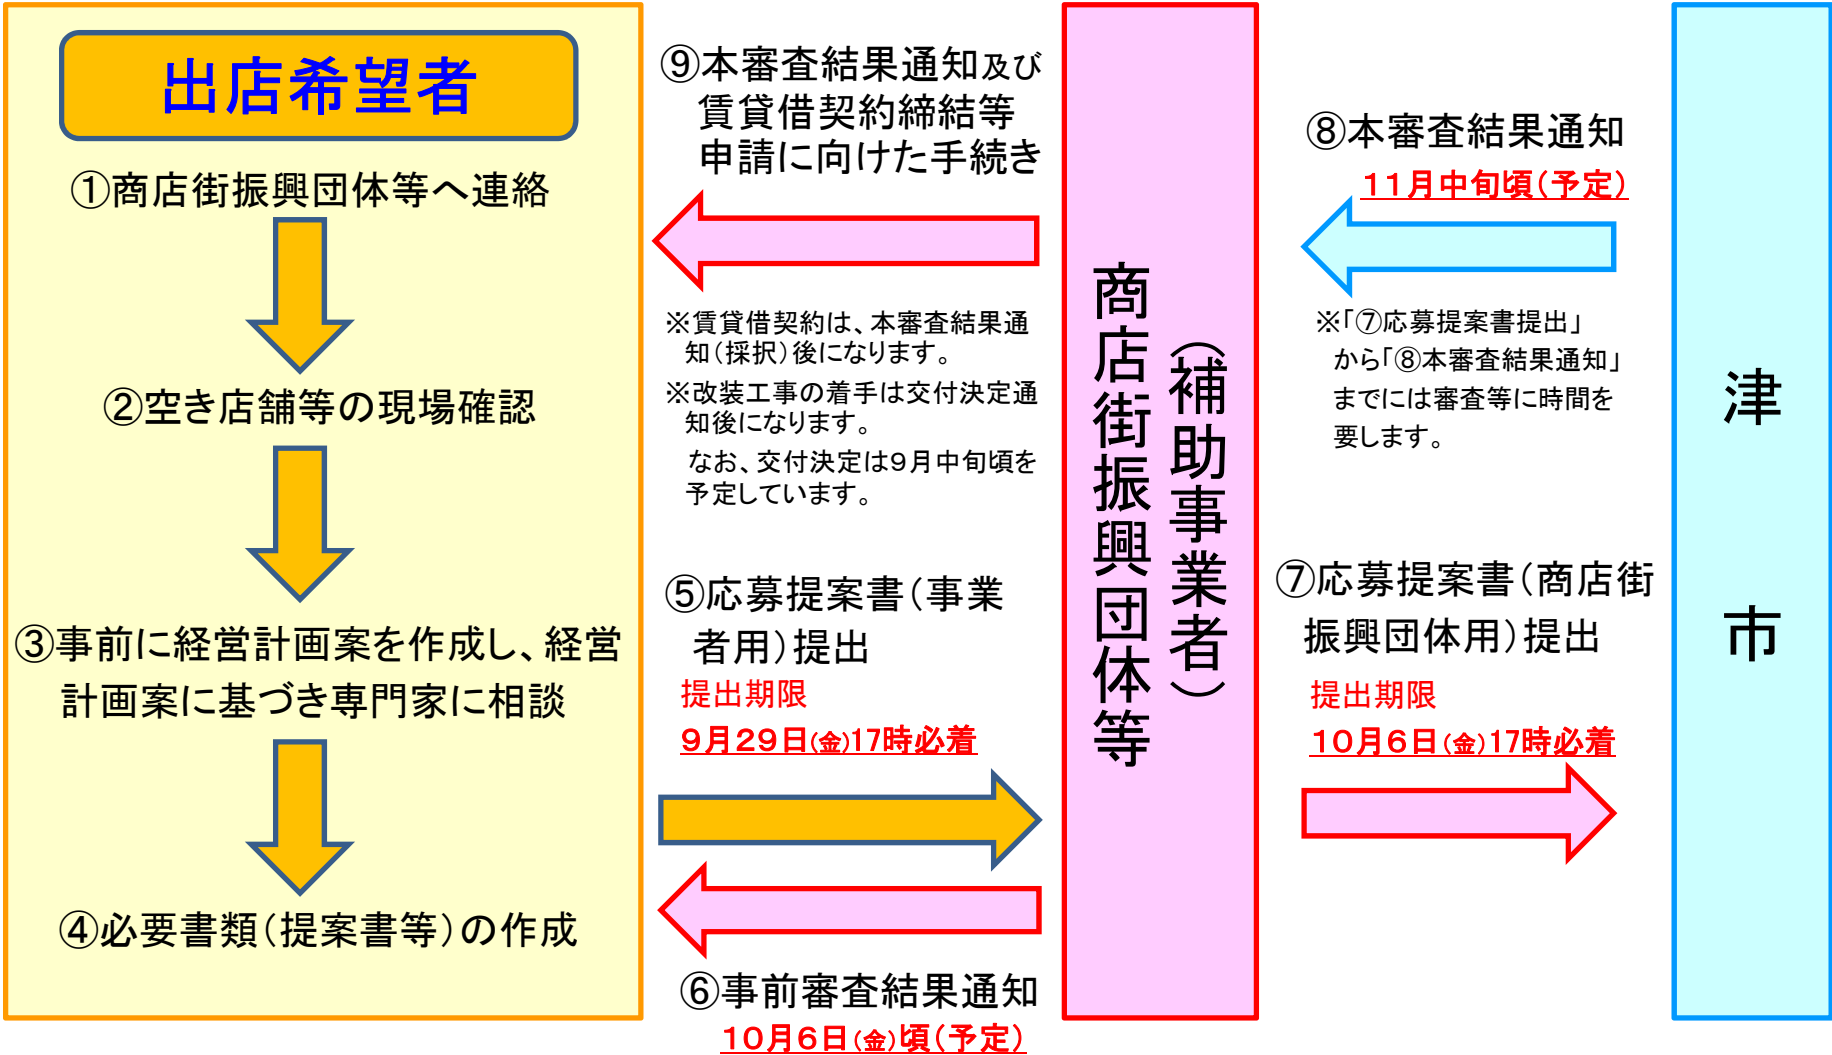 出店希望者
①商店街振興団体等へ連絡
②空き店舗等の現場確認
③事前に経営計画案を作成し、経営
計画案に基づき専門家に相談
④必要書類(提案書等)の作成
⑨本審査結果通知及び
賃貸借契約締結等
申請に向けた手続き
※賃貸借契約は、本審査結果通
知(採択)後になります。
※改装工事の着手は交付決定通
知後になります。
なお、交付決定は9月中旬頃を
予定しています。
⑤応募提案書(事業
者用)提出
提出期限
9月29日(金)17時必着
⑥事前審査結果通知
10月6日(金)頃(予定)
商店街振興団体等
(補助事業者)
⑧本審査結果通知
11月中旬頃(予定)
※「⑦応募提案書提出」
から「⑧本審査結果通知」
までには審査等に時間を
要します。
⑦応募提案書(商店街
振興団体用)提出
提出期限
10月6日(金)17時必着
津市